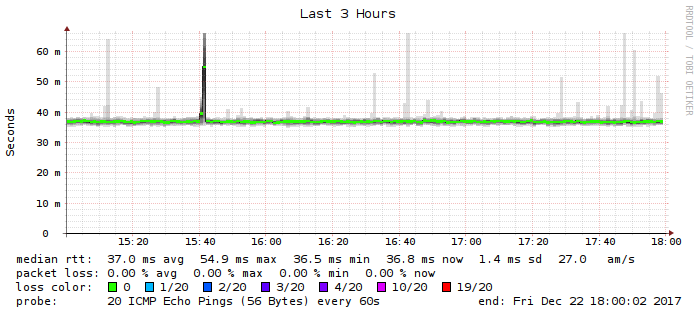 Last 3 Hours
RRDTOOL / TOBI OETIKER
Seconds
60 m
50 m
40 m
30 m
20 m
10 m
0
15:20 15:40 16:00 16:20 16:40 17:00 17:20 17:40 18:00
median rtt: 37.0 ms avg 54.9 ms max 36.5 ms min 36.8 ms now 1.4 ms sd 27.0 am/s
packet loss: 0.00 % avg 0.00 % max 0.00 % min 0.00 % now
loss color: 0 1/20 2/20 3/20 4/20 10/20 19/20
probe: 20 ICMP Echo Pings (56 Bytes) every 60s end: Fri Dec 22 18:00:02 2017